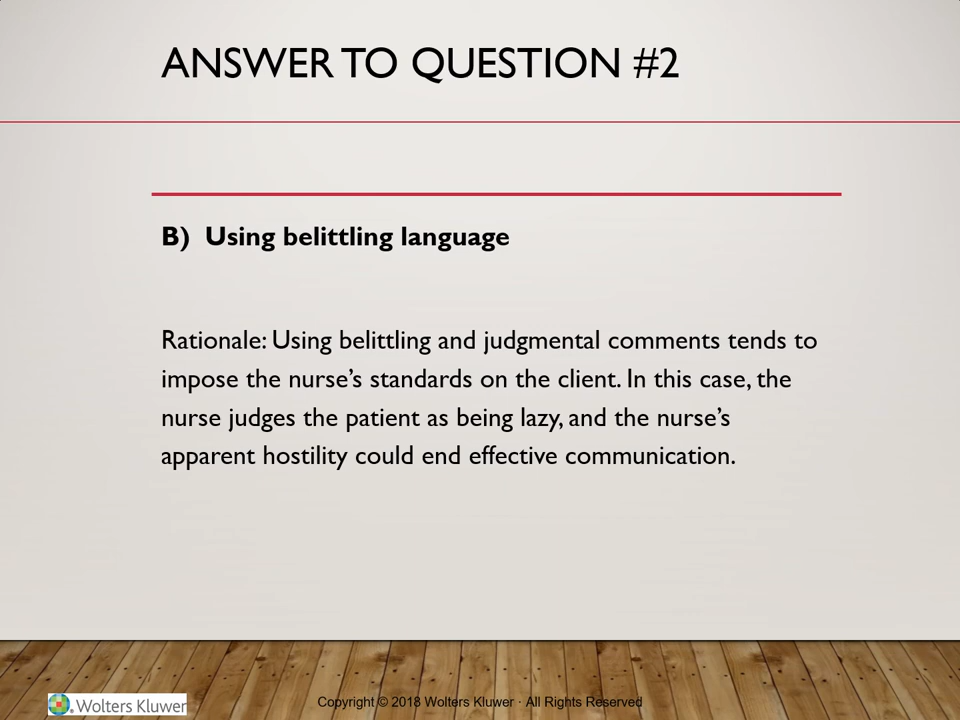 ANSWER TO QUESTION #2
B) Using belittling language
Rationale: Using belittling and judgmental comments tends to
impose the nurse’s standards on the client. In this case, the
nurse judges the patient as being lazy, and the nurse’s
apparent hostility could end effective communication.
Wolters Kluwer
Copyright © 2018 Wolters Kluwer · All Rights Reserved